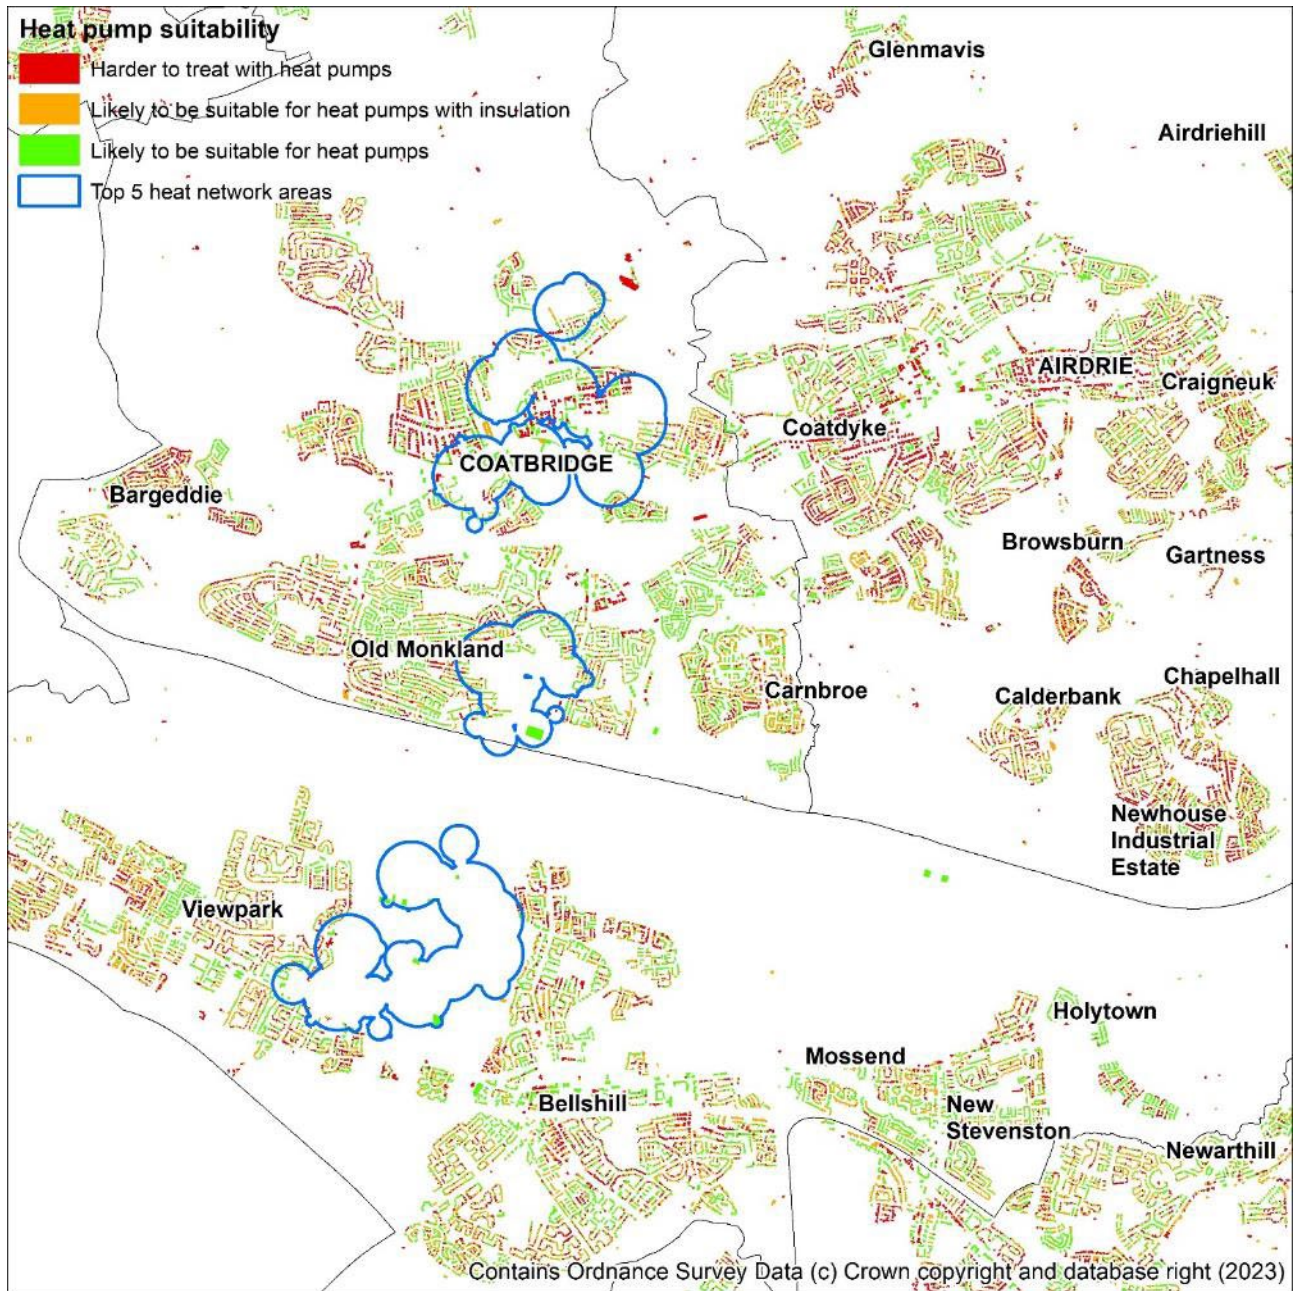 Heat pump suitability
Harder to treat with heat pumps
Likely to be suitable for heat pumps with insulation
Likely to be suitable for heat pumps
Top 5 heat network areas
Glenmavis
Airdriehill
AIRDRIE
Craigneuk
Coatdyke
COATBRIDGE
Bargeddie
Browsburn
Gartness
Old Monkland
Carnbroe
Calderbank
Chapelhall
Newhouse
Industrial
Estate
Viewpark
Holytown
Mossend
New
Stevenston
Bellshill
Newarthill
Contains Ordnance Survey Data (c) Crown copyright and database right (2023)